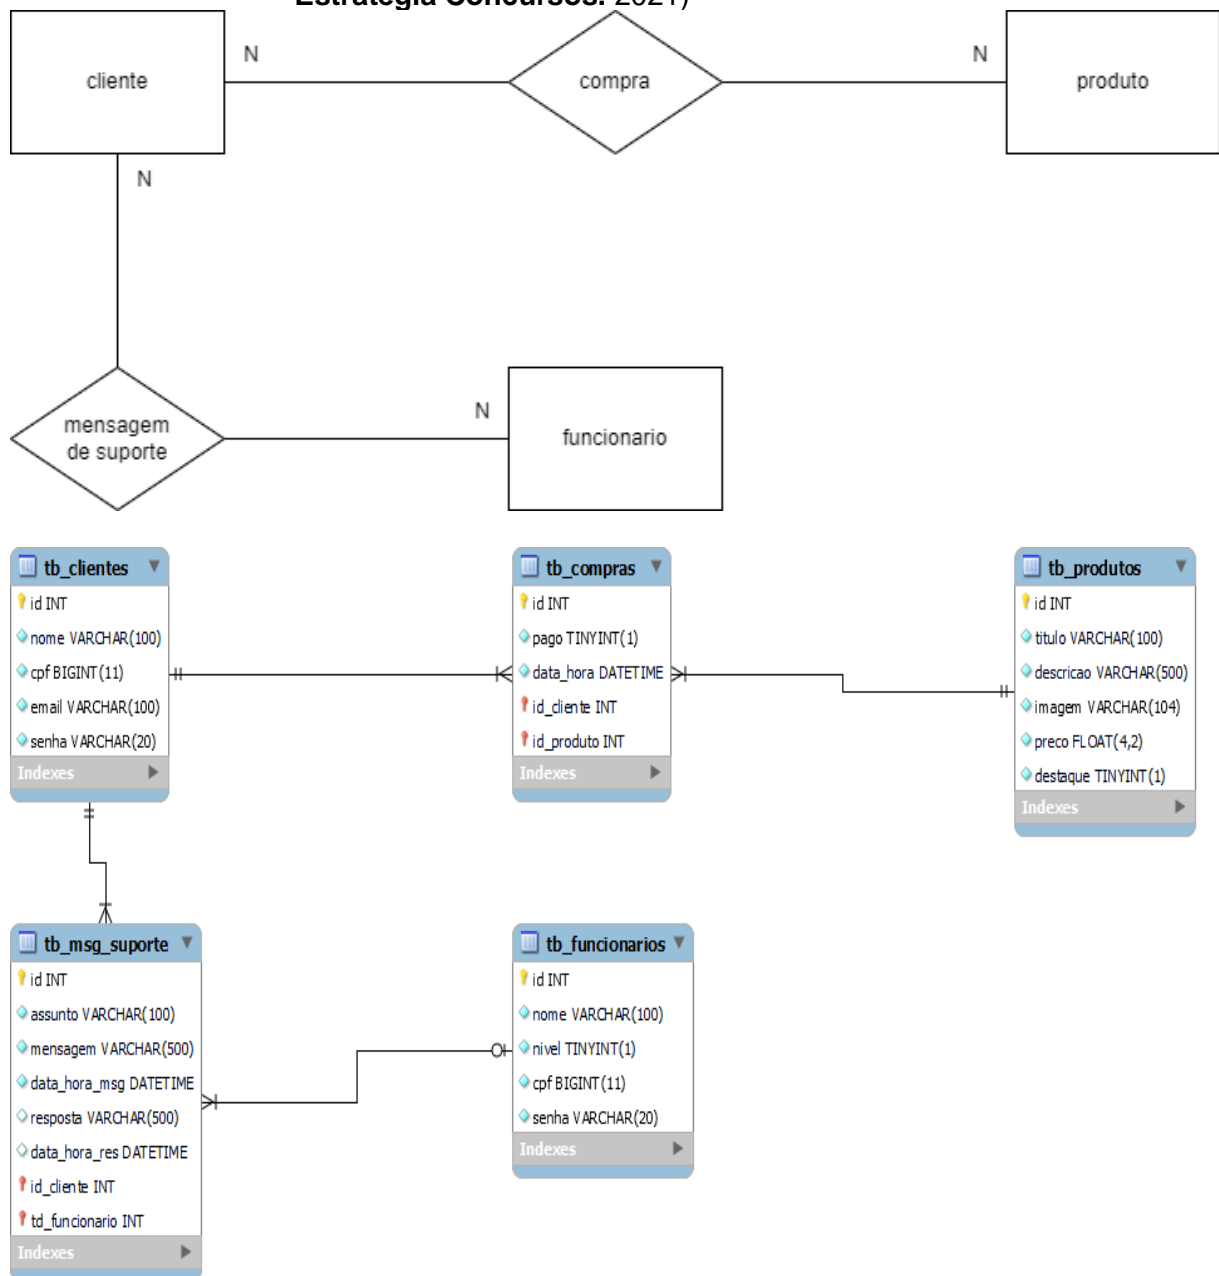 Estratégia Concursos. 2021)
cliente
N
compra
N
produto
N
mensagem
de suporte
N
funcionario
tb_clientes
id INT
nome VARCHAR(100)
cpf BIGINT(11)
email VARCHAR(100)
senha VARCHAR(20)
Indexes
tb_compras
id INT
pago TINYINT(1)
data_hora DATETIME
id_cliente INT
id_produto INT
Indexes
tb_produtos
id INT
titulo VARCHAR(100)
descricao VARCHAR(500)
imagem VARCHAR(104)
preco FLOAT(4,2)
destaque TINYINT(1)
Indexes
tb_msg_suporte
id INT
assunto VARCHAR(100)
mensagem VARCHAR(500)
data_hora_msg DATETIME
resposta VARCHAR(500)
data_hora_res DATETIME
id_cliente INT
td_funcionario INT
Indexes
tb_funcionarios
id INT
nome VARCHAR(100)
nivel TINYINT(1)
cpf BIGINT(11)
senha VARCHAR(20)
Indexes